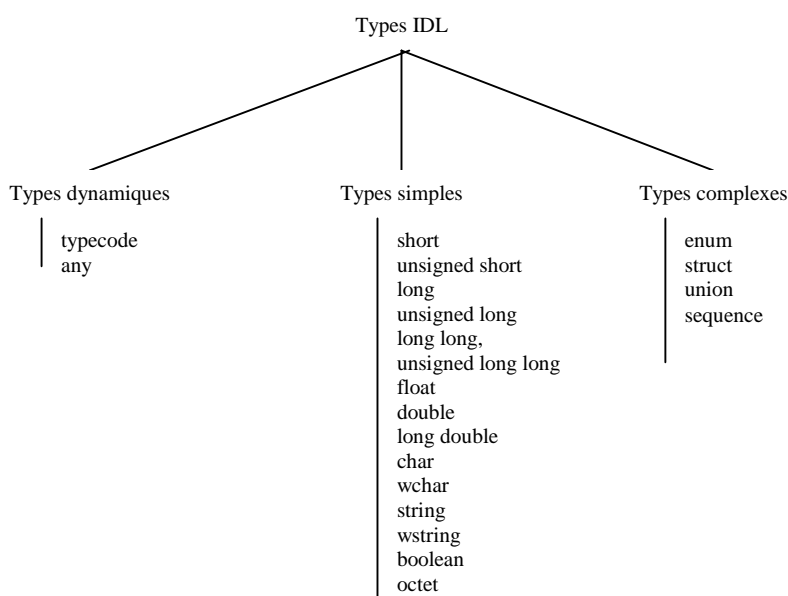 Types IDL
Types dynamiques
typecode
any
Types simples
short
unsigned short
long
unsigned long
long long,
unsigned long long
float
double
long double
char
wchar
string
wstring
boolean
octet
Types complexes
enum
struct
union
sequence